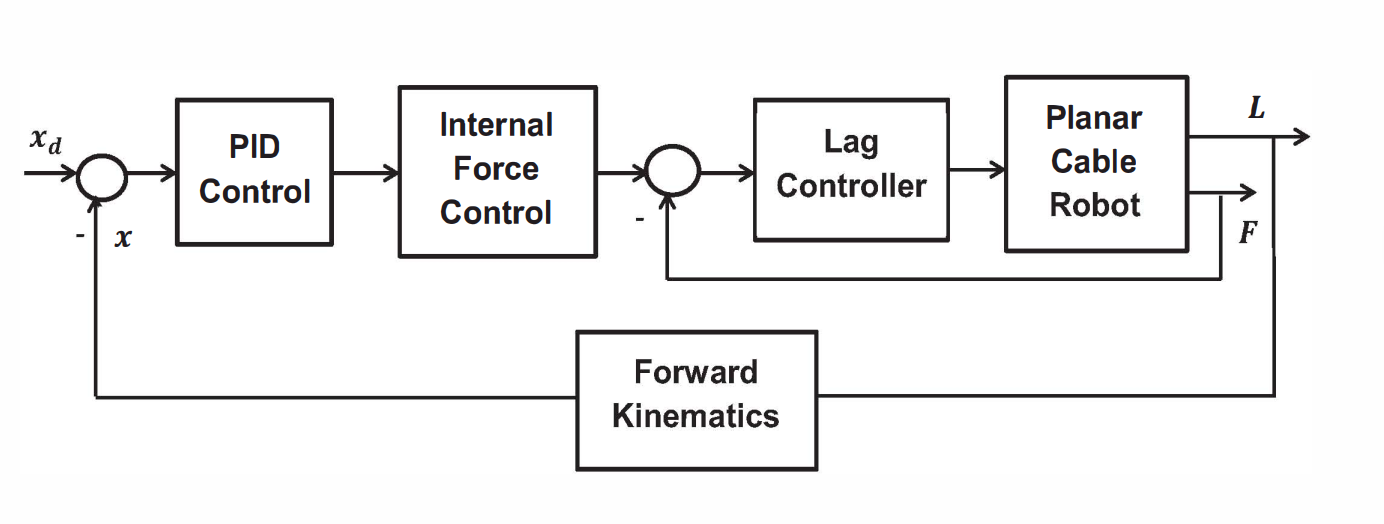 x_d
PID
Control
Internal
Force
Control
Lag
Controller
Planar
Cable
Robot
L
F
-
x
-
Forward
Kinematics